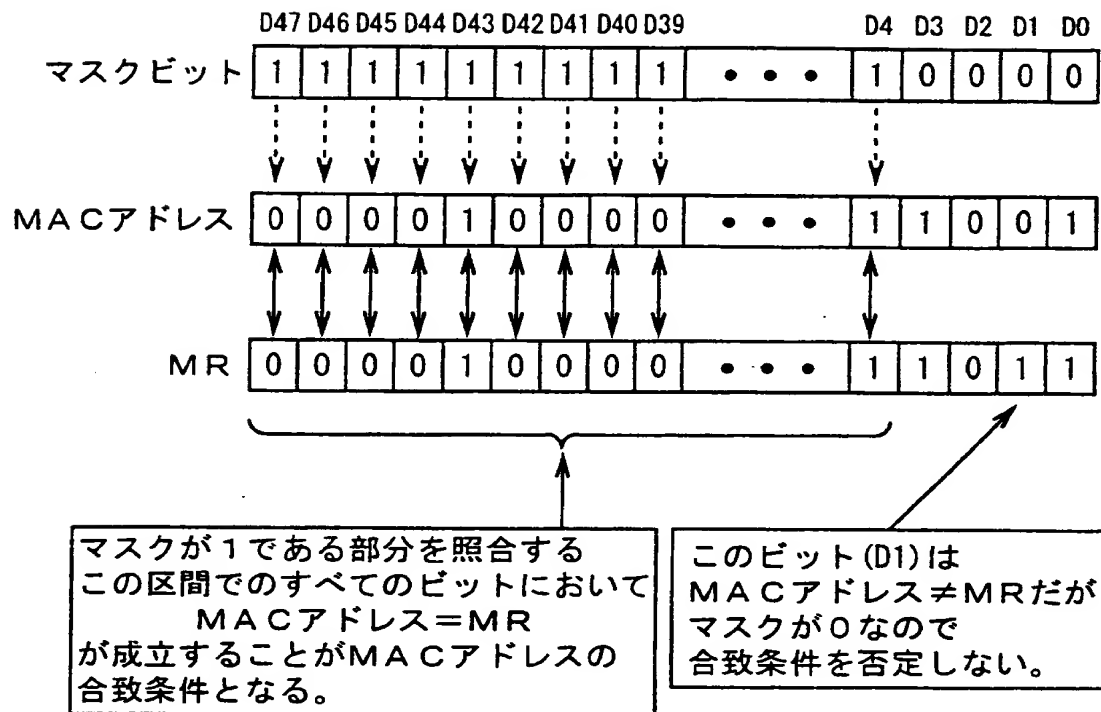 D47 D46 D45 D44 D43 D42 D41 D40 D39 D4 D3 D2 D1 D0
マスクビット 1 1 1 1 1 1 1 1 1 ・・・ 1 0 0 0 0
MACアドレス 0 0 0 0 1 0 0 0 0 ・・・ 1 1 0 0 1
MR 0 0 0 0 1 0 0 0 0 ・・・ 1 1 0 1 1
マスクが1である部分を照合する
この区間でのすべてのビットにおいて
MACアドレス=MR
が成立することがMACアドレスの
合致条件となる。
このビット(D1)は
MACアドレス≠MRだが
マスクが0なので
合致条件を否定しない。